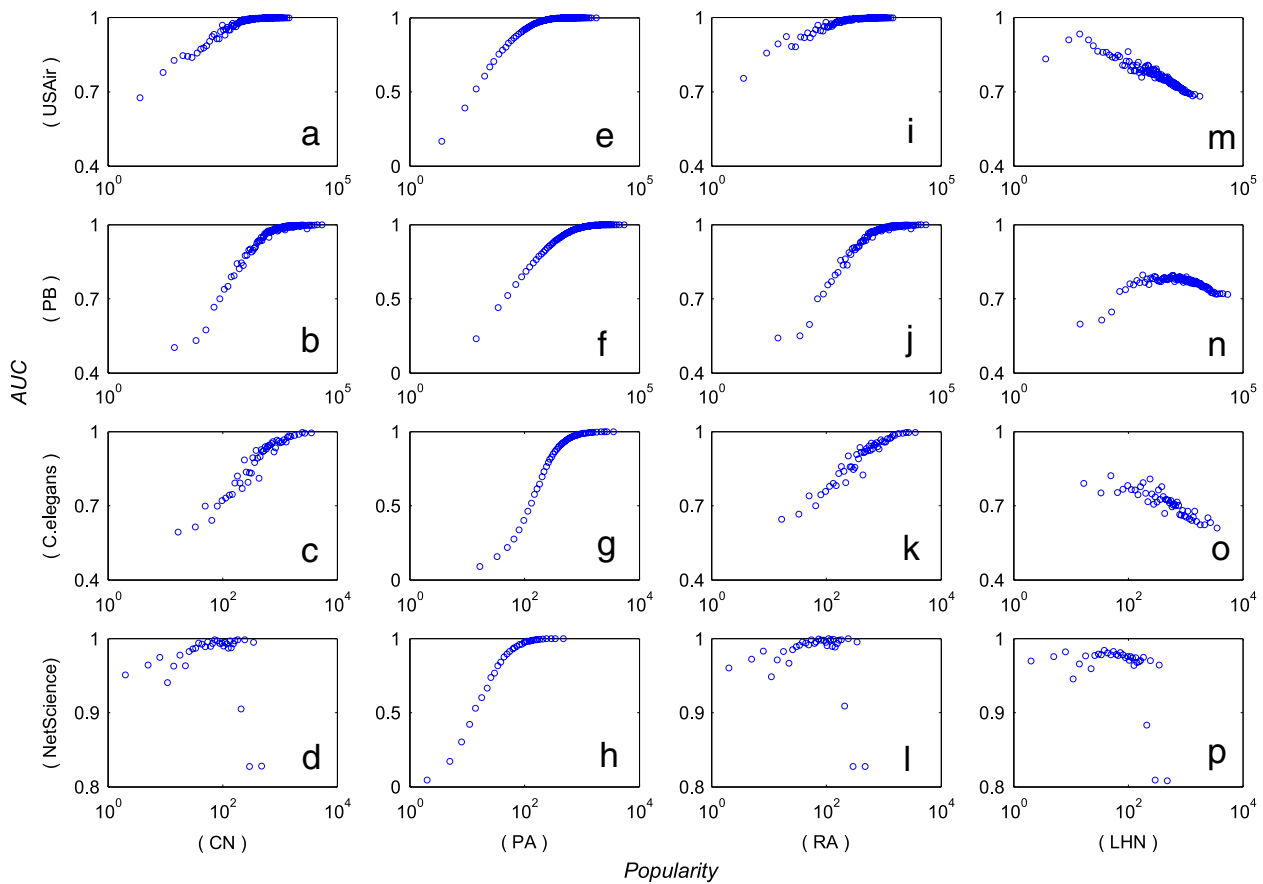 1 1 1 1
( USAir ) 0.7 0.5 0.7 0.7
a e i m
0.4 0 0.4 0.4
10^0 10^5 10^0 10^5 10^0 10^5 10^0 10^5
1 1 1 1
( PB ) 0.7 0.5 0.7 0.7
b f j n
0.4 0 0.4 0.4
10^0 10^5 10^0 10^5 10^0 10^5 10^0 10^5
AUC
1 1 1 1
( C.elegans ) 0.7 0.5 0.7 0.7
c g k o
0.4 0 0.4 0.4
10^0 10^2 10^4 10^0 10^2 10^4 10^0 10^2 10^4 10^0 10^2 10^4
1 1 1 1
( NetScience) 0.9 0.5 0.9 0.9
d h l p
0.8 0 0.8 0.8
10^0 10^2 10^4 10^0 10^2 10^4 10^0 10^2 10^4 10^0 10^2 10^4
( CN ) ( PA ) ( RA ) ( LHN )
Popularity